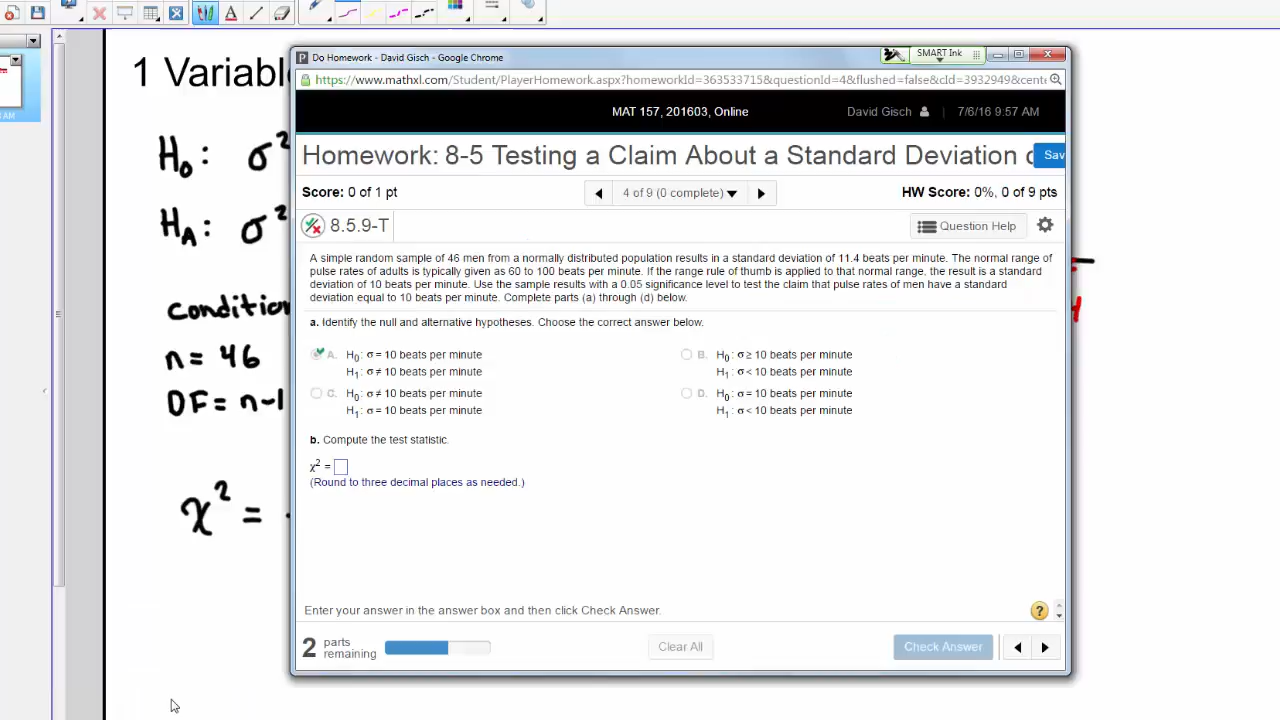 Do Homework - David Gisch - Google Chrome
SMART Ink
https://www.mathxl.com/Student/PlayerHomework.aspx?homeworkId=363533715&questionId=4&flushed=false&cId=3932949&cente
MAT 157, 201603, Online
David Gisch
7/6/16 9:57 AM
1 Variabl
Homework: 8-5 Testing a Claim About a Standard Deviation o
Sav
Score: 0 of 1 pt
4 of 9 (0 complete)
HW Score: 0%, 0 of 9 pts
8.5.9-T
Question Help
H₀: σ²
Hₐ: σ²
condition
n = 46
DF = n-1
χ² =
A simple random sample of 46 men from a normally distributed population results in a standard deviation of 11.4 beats per minute. The normal range of
pulse rates of adults is typically given as 60 to 100 beats per minute. If the range rule of thumb is applied to that normal range, the result is a standard
deviation of 10 beats per minute. Use the sample results with a 0.05 significance level to test the claim that pulse rates of men have a standard
deviation equal to 10 beats per minute. Complete parts (a) through (d) below.
a. Identify the null and alternative hypotheses. Choose the correct answer below.
A. H₀: σ = 10 beats per minute
H₁: σ ≠ 10 beats per minute
B. H₀: σ ≥ 10 beats per minute
H₁: σ < 10 beats per minute
C. H₀: σ ≠ 10 beats per minute
H₁: σ = 10 beats per minute
D. H₀: σ = 10 beats per minute
H₁: σ < 10 beats per minute
b. Compute the test statistic.
χ² =
(Round to three decimal places as needed.)
Enter your answer in the answer box and then click Check Answer.
2 parts
remaining
Clear All
Check Answer